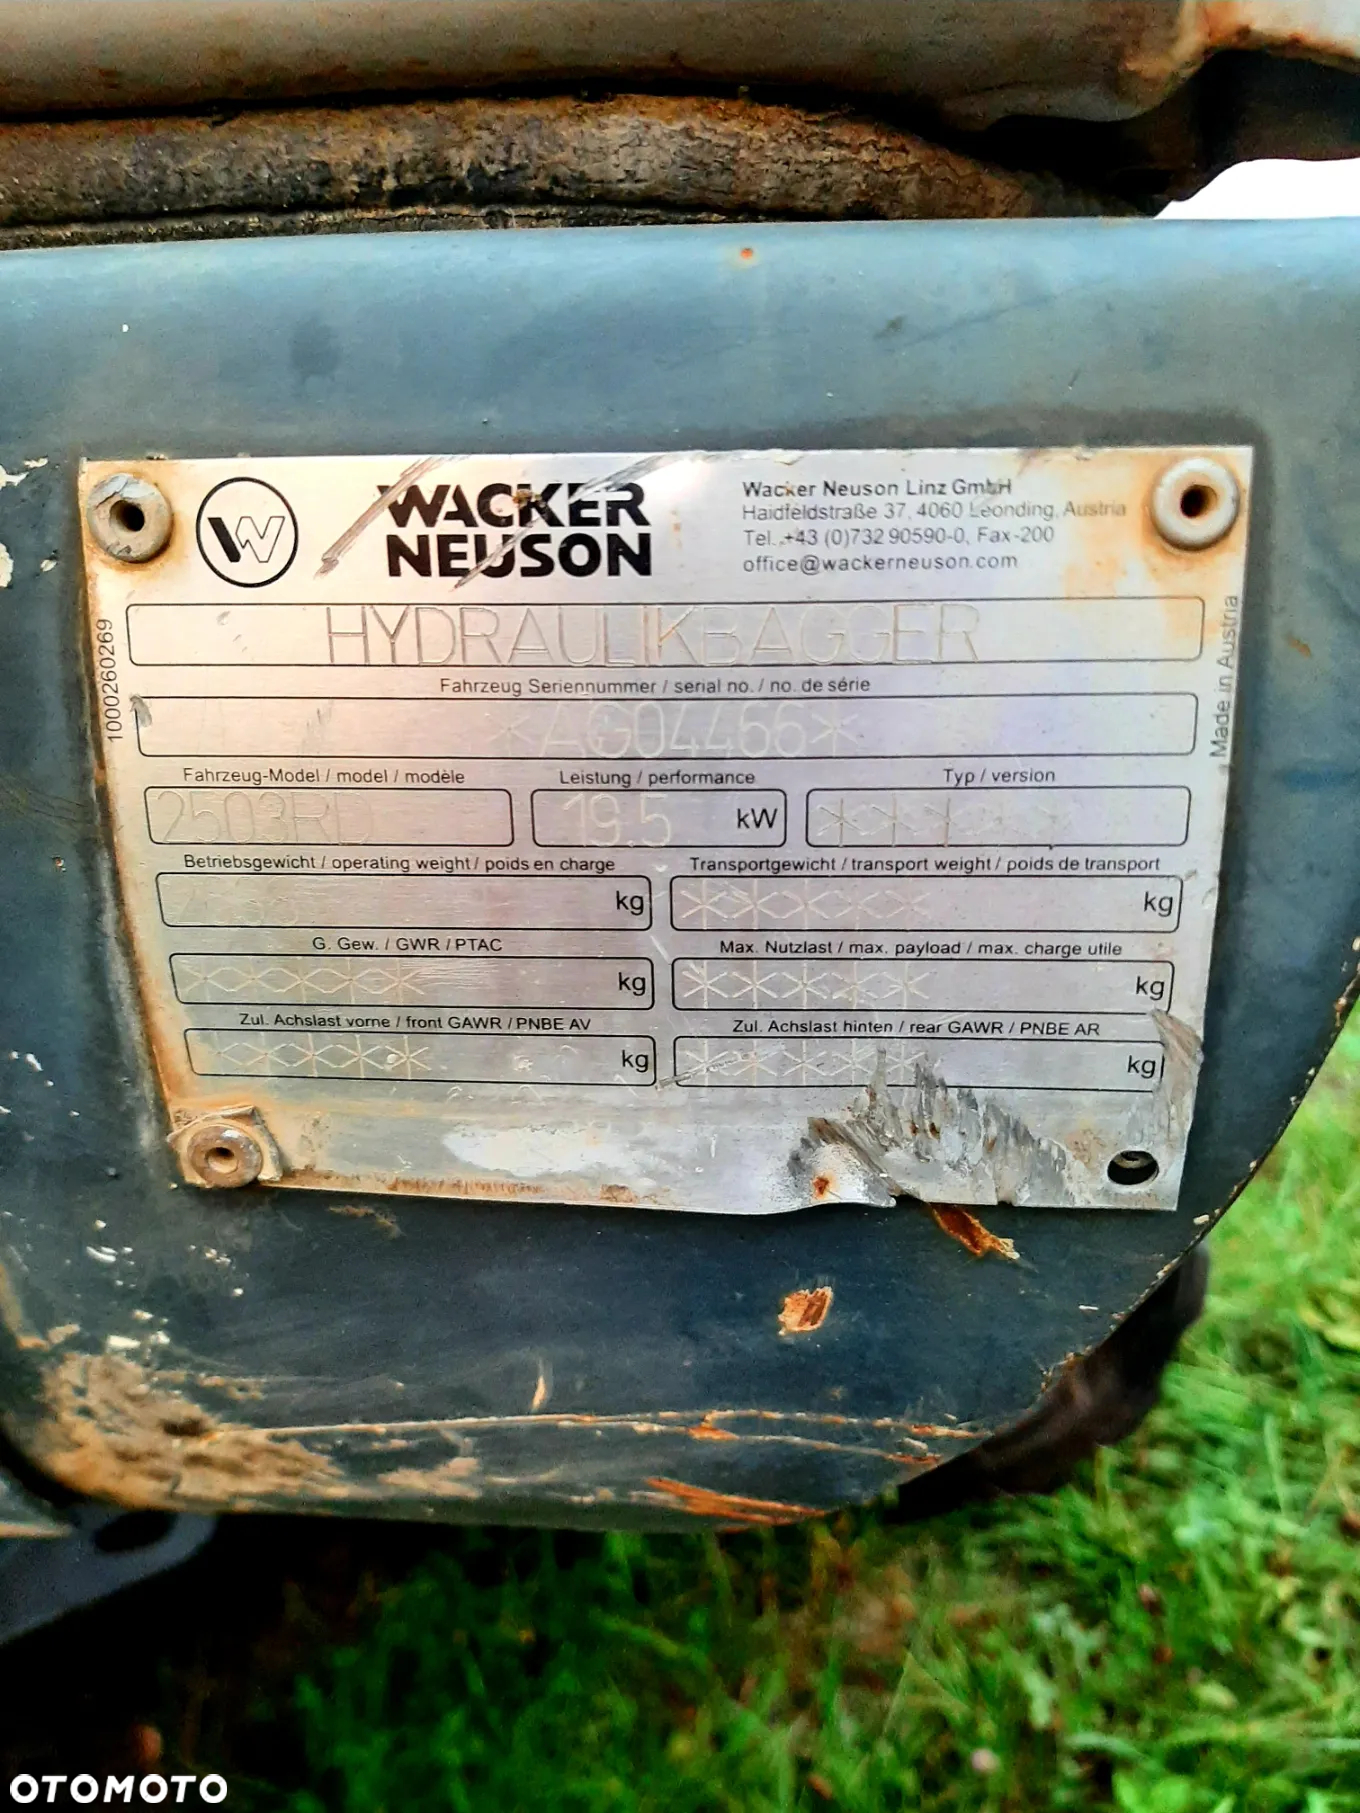 W
WACKER
NEUSON
Wacker Neuson Linz GmbH
Haidfeldstraße 37, 4060 Leonding, Austria
Tel. +43 (0)732 90590-0, Fax-200
office@wackerneuson.com
HYDRAULIKBAGGER
1000260269
Made in Austria
Fahrzeug Seriennummer / serial no. / no. de série
*AG04466*
Fahrzeug-Model / model / modèle
Leistung / performance
Typ / version
2503RD
19.5 kW
*****
Betriebsgewicht / operating weight / poids en charge
Transportgewicht / transport weight / poids de transport
kg
***** kg
G. Gew. / GWR / PTAC
Max. Nutzlast / max. payload / max. charge utile
***** kg
***** kg
Zul. Achslast vorne / front GAWR / PNBE AV
Zul. Achslast hinten / rear GAWR / PNBE AR
***** kg
***** kg
OTOMOTO